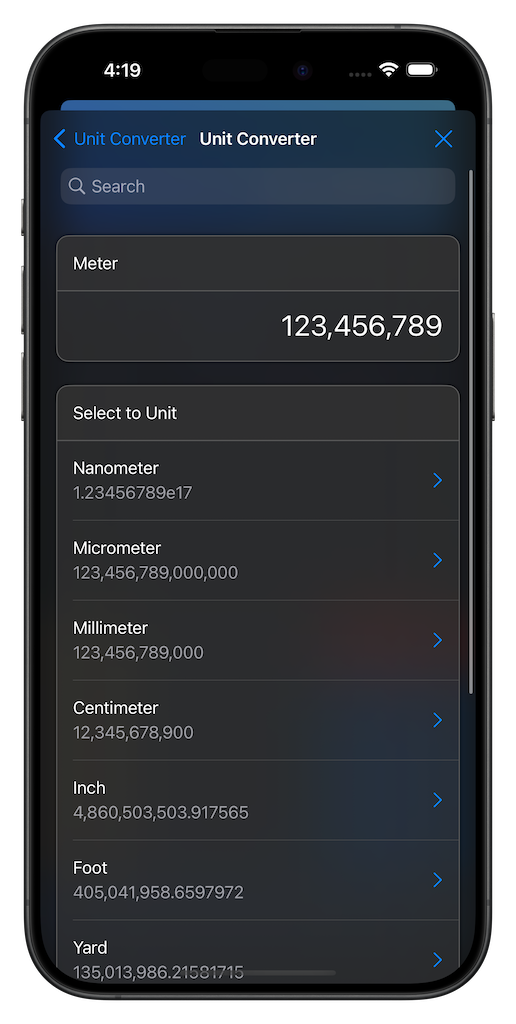 4:19
Unit Converter Unit Converter
Search
Meter
123,456,789
Select to Unit
Nanometer
1.23456789e17
Micrometer
123,456,789,000,000
Millimeter
123,456,789,000
Centimeter
12,345,678,900
Inch
4,860,503,503.917565
Foot
405,041,958.6597972
Yard
135,013,986.21581715